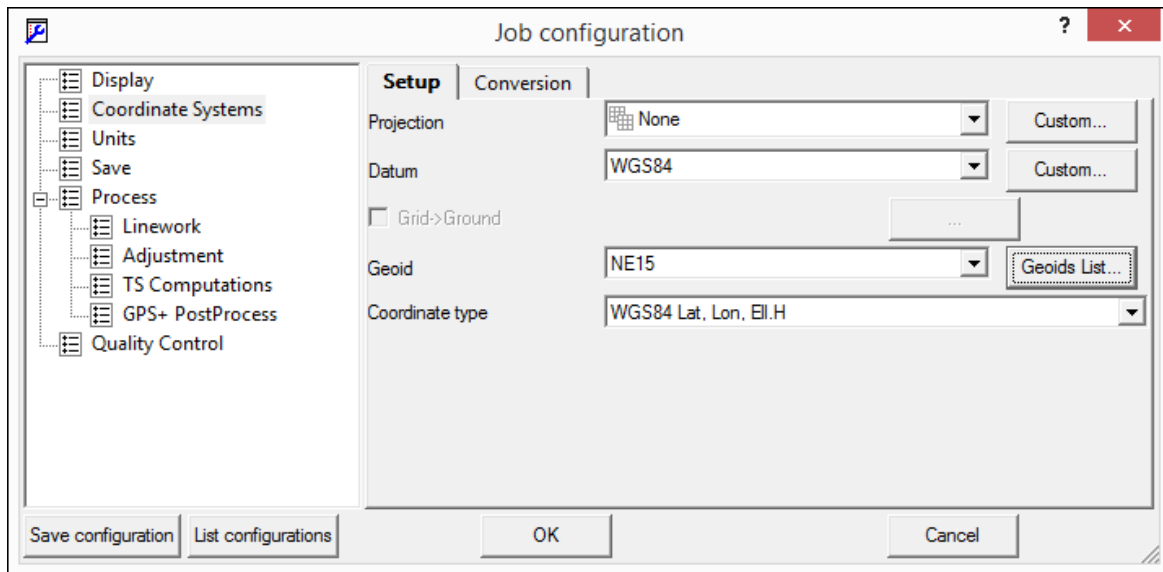 Job configuration
?
Display
Coordinate Systems
Units
Save
Process
Linework
Adjustment
TS Computations
GPS+ PostProcess
Quality Control
Setup
Conversion
Projection
None
Custom...
Datum
WGS84
Custom...
Grid->Ground
...
Geoid
NE15
Geoids List...
Coordinate type
WGS84 Lat, Lon, Ell.H
Save configuration
List configurations
OK
Cancel